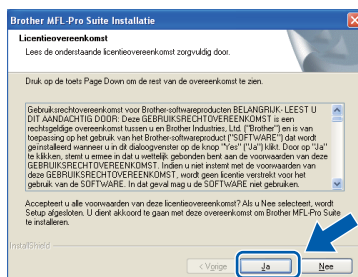 Brother MFL-Pro Suite Installatie
Licentieovereenkomst
Lees de onderstaande licentieovereenkomst zorgvuldig door.
Druk op de toets Page Down om de rest van de overeenkomst te zien.
Gebruiksrechtovereenkomst voor Brother-softwareproducten BELANGRIJK- LEEST U
DIT AANDACHTIG DOOR: Deze GEBRUIKSRECHTOVEREENKOMST is een
rechtsgeldige overeenkomst tussen u en Brother Industries, Ltd. ("Brother") en is van
toepassing op het gebruik van het Brother-softwareproduct ("SOFTWARE") dat wordt
geïnstalleerd wanneer u in dit dialoogvenster op de knop "Yes" ("Ja") klikt. Door op "Ja"
te klikken, stemt u ermee in dat u wettelijk gebonden bent aan de voorwaarden van deze
GEBRUIKSRECHTOVEREENKOMST. Indien u niet instemt met de voorwaarden van
deze GEBRUIKSRECHTOVEREENKOMST, wordt geen licentie verstrekt voor het
gebruik van de SOFTWARE. In dat geval mag u de SOFTWARE niet gebruiken.
Accepteert u alle voorwaarden van deze licentieovereenkomst? Als u Nee selecteert, wordt
Setup afgesloten. U dient akkoord te gaan met deze overeenkomst om Brother MFL-Pro Suite
te installeren.
InstallShield
< Vorige
Ja
Nee